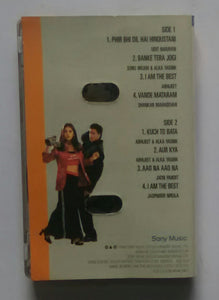 SIDE 1
1. PHIR BHI DIL HAI HINDUSTANI
UDIT NARAYAN
2. BANKE TERA JOGI
SONU NIGAM & ALKA YAGNIK
3. I AM THE BEST
ABHIJEET
4. VANDE MATARAM
SHANKAR MAHADEVAN
SIDE 2
1. KUCH TO BATA
ABHIJEET & ALKA YAGNIK
2. AUR KYA
ABHIJEET & ALKA YAGNIK
3. AAO NA AAO NA
JATIN PANDIT
4. I AM THE BEST
JASPINDER NARULA
Sony Music